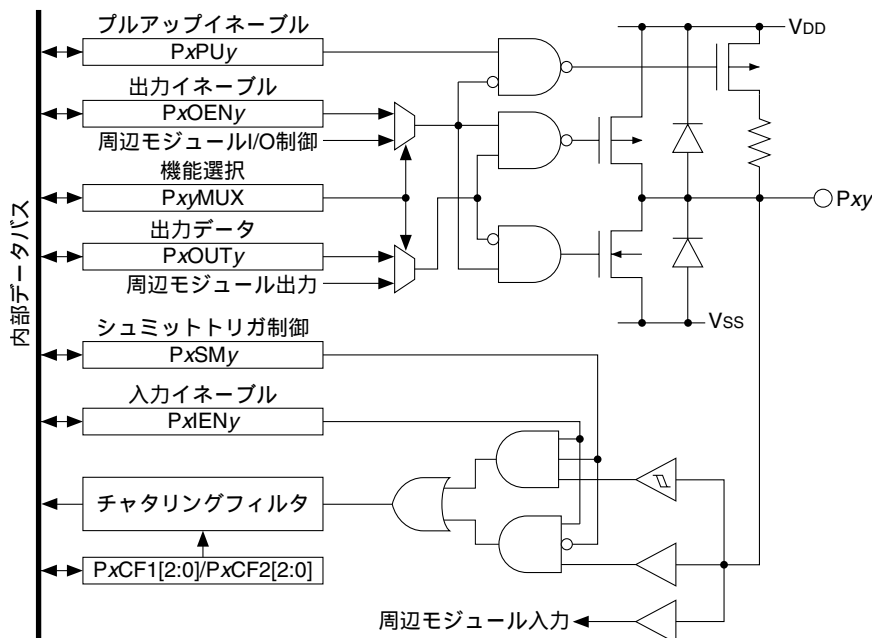 プルアップイネーブル
PxPUy
出力イネーブル
PxOENy
周辺モジュールI/O制御
機能選択
PxyMUX
出力データ
PxOUTy
周辺モジュール出力
シュミットトリガ制御
PxSMy
入力イネーブル
PxIENy
チャタリングフィルタ
PxCF1[2:0]/PxCF2[2:0]
周辺モジュール入力
内部データバス
VDD
Pxy
VSS